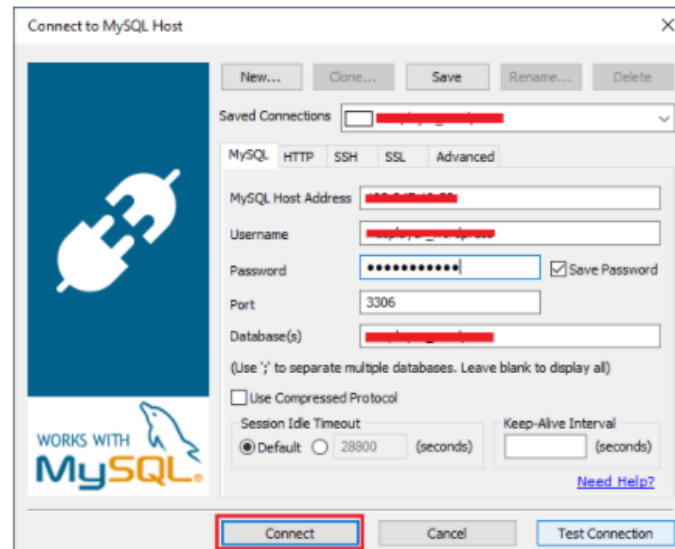 Connect to MySQL Host
New... Clone... Save Rename... Delete
Saved Connections
MySQL HTTP SSH SSL Advanced
MySQL Host Address
Username
Password ●●●●●●●●●●● Save Password
Port 3306
Database(s)
(Use ';' to separate multiple databases. Leave blank to display all)
Use Compressed Protocol
Session Idle Timeout Keep-Alive Interval
Default 28800 (seconds) (seconds)
WORKS WITH
MySQL®
Need Help?
Connect Cancel Test Connection